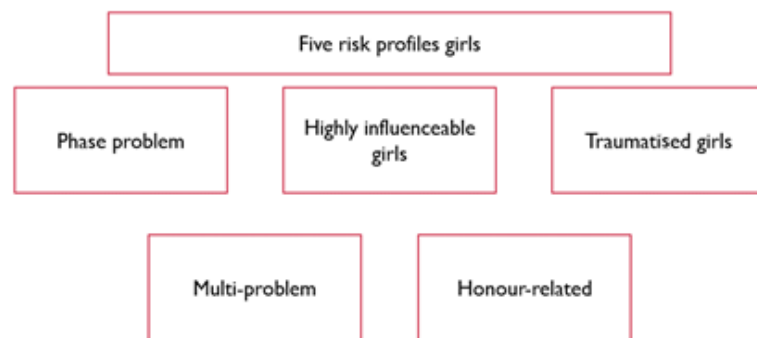 Five risk profiles girls
Phase problem
Highly influenceable
girls
Traumatised girls
Multi-problem
Honour-related